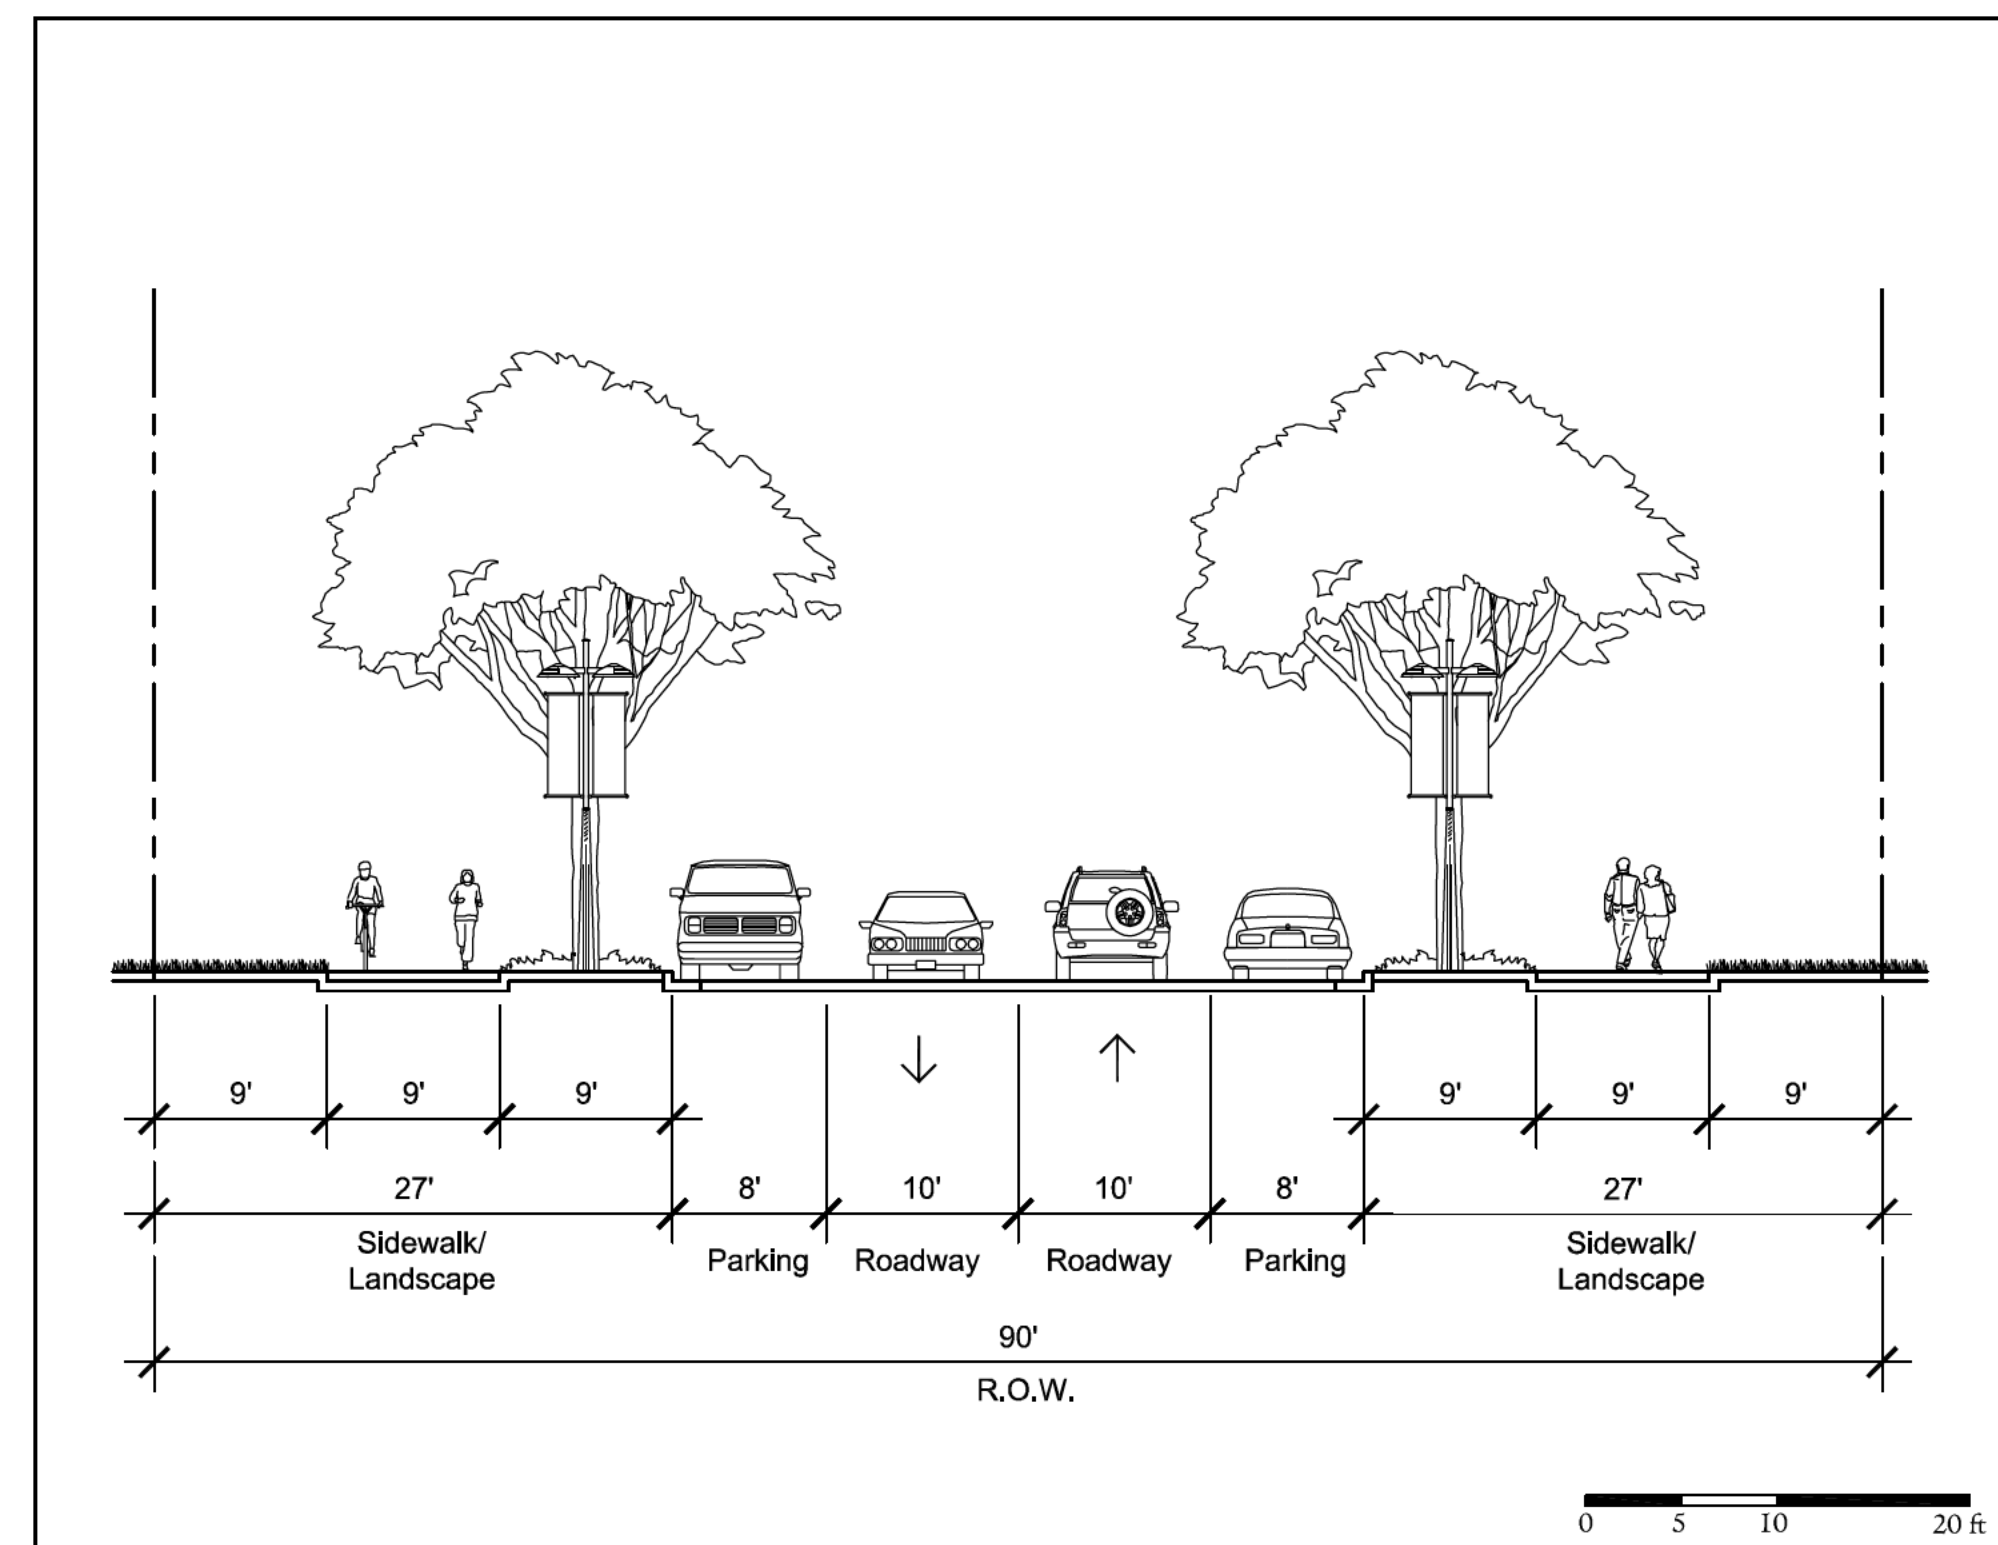 9' 9' 9' 9' 9' 9'
27' 8' 10' 10' 8' 27'
Sidewalk/
Landscape
Parking
Roadway
Roadway
Parking
Sidewalk/
Landscape
90'
R.O.W.
0 5 10 20 ft